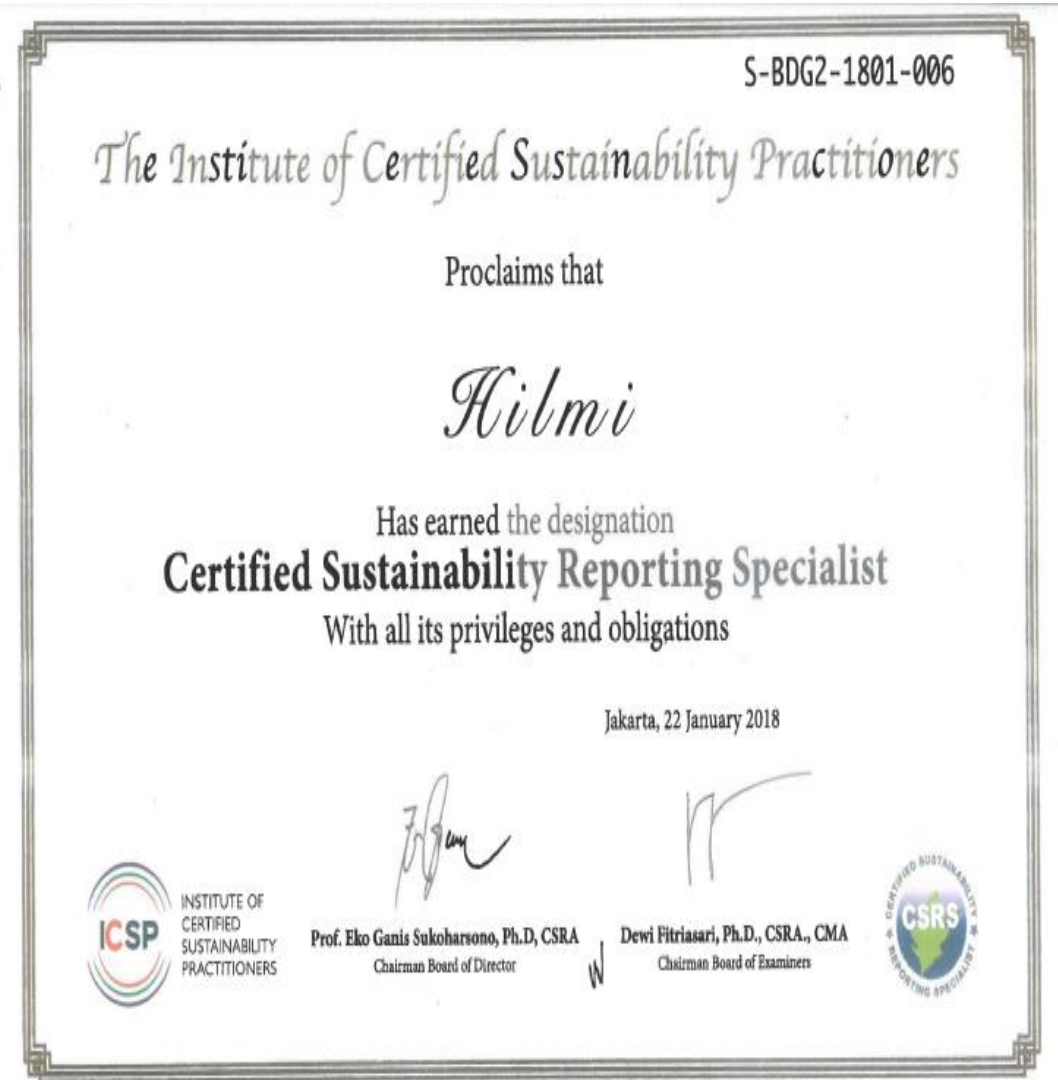 S-BDG2-1801-006
The Institute of Certified Sustainability Practitioners
Proclaims that
Hilmi
Has earned the designation
Certified Sustainability Reporting Specialist
With all its privileges and obligations
Jakarta, 22 January 2018
ICSP
INSTITUTE OF
CERTIFIED
SUSTAINABILITY
PRACTITIONERS
Prof. Eko Ganis Sukoharsono, Ph.D, CSRA
Chairman Board of Director
Dewi Fitriasari, Ph.D., CSRA., CMA
Chairman Board of Examiners
CERTIFIED SUSTAINABILITY
CSRS
REPORTING SPECIALIST